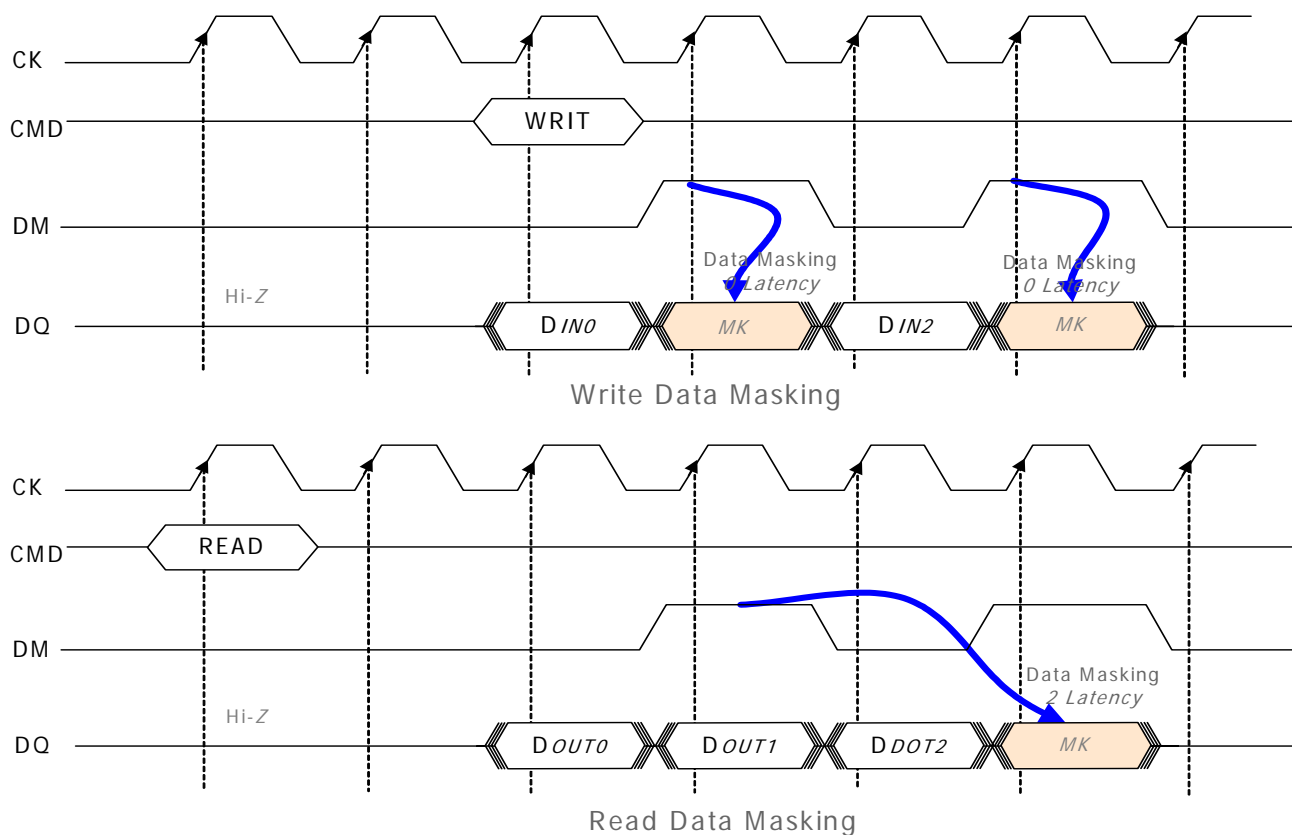 CK
CMD WRIT
DM
Data Masking Data Masking
0 Latency 0 Latency
Hi-Z
DQ DIN0 MK DIN2 MK
Write Data Masking
CK
CMD READ
DM
Data Masking
2 Latency
Hi-Z
DQ DOUT0 DOUT1 DDOT2 MK
Read Data Masking